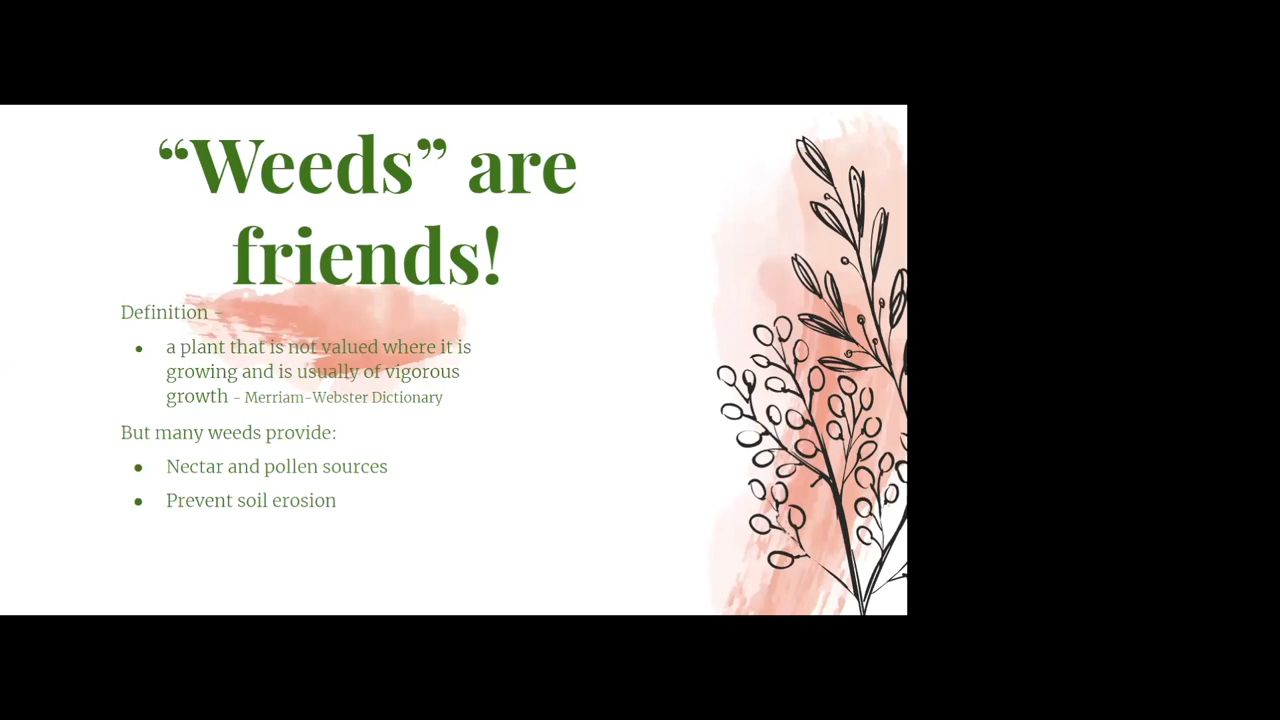 “Weeds” are
friends!
Definition -
● a plant that is not valued where it is
growing and is usually of vigorous
growth - Merriam-Webster Dictionary
But many weeds provide:
● Nectar and pollen sources
● Prevent soil erosion